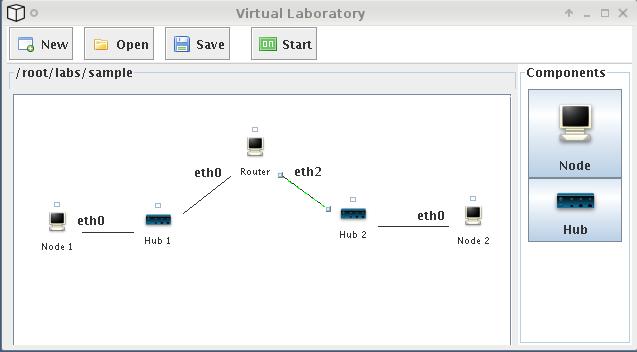 Virtual Laboratory
New Open Save Start
/root/labs/sample
Components
Router
eth0 eth2
Node
eth0 eth0
Node 1 Hub 1 Hub 2 Node 2
Hub